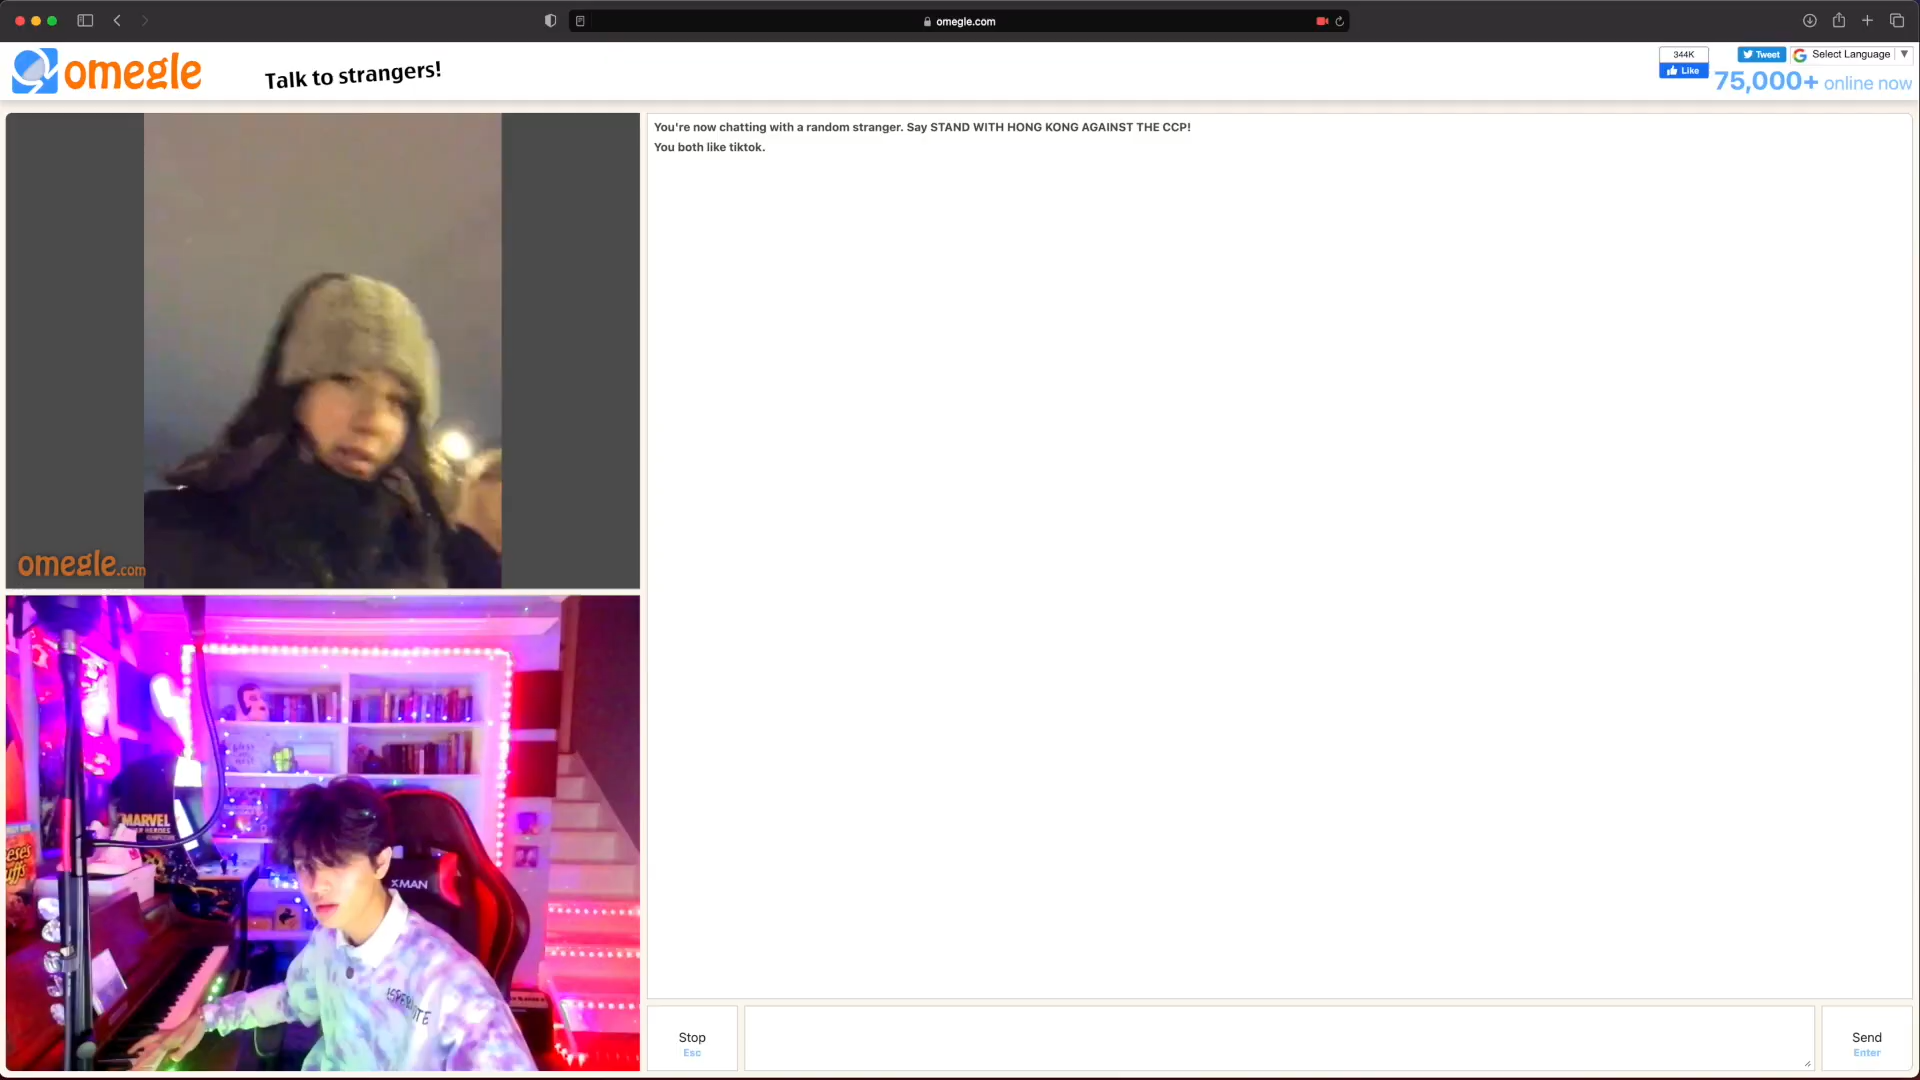 omegle.com
omegle
Talk to strangers!
344K
Like
Tweet
Select Language
75,000+ online now
You're now chatting with a random stranger. Say STAND WITH HONG KONG AGAINST THE CCP!
You both like tiktok.
omegle.com
MARVEL
XMAN
Stop
Esc
Send
Enter